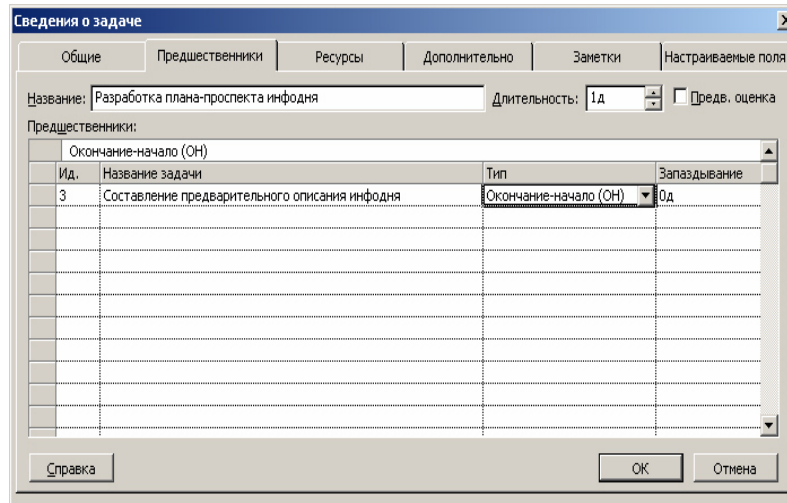 Сведения о задаче
Общие Предшественники Ресурсы Дополнительно Заметки Настраиваемые поля
Название: Разработка плана-проспекта инфодня Длительность: 1д Предв. оценка
Предшественники:
Окончание-начало (ОН)
Ид. Название задачи Тип Запаздывание
3 Составление предварительного описания инфодня Окончание-начало (ОН) 0д
Справка ОК Отмена